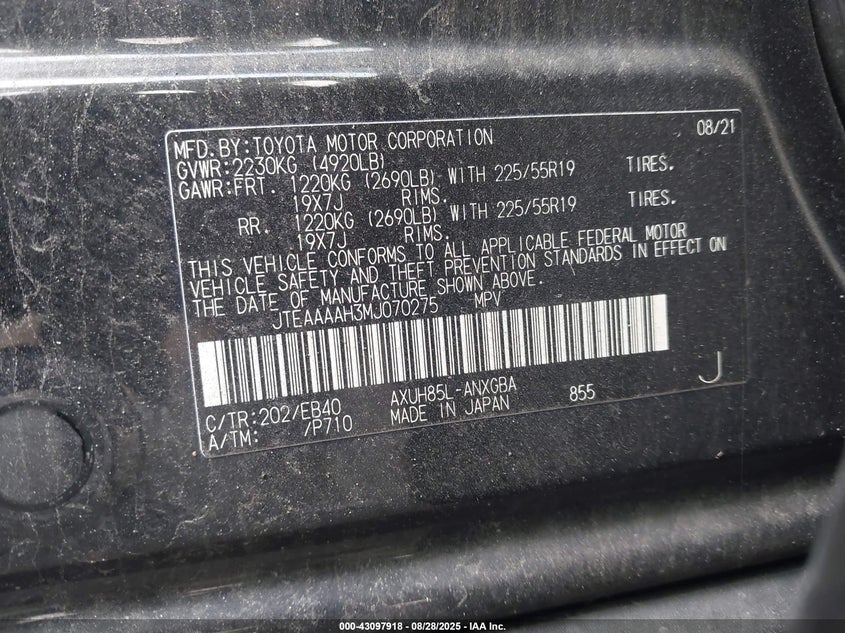 MFD.BY:TOYOTA MOTOR CORPORATION 08/21
GVWR:2230KG (4920LB)
GAWR:FRT. 1220KG (2690LB) WITH 225/55R19 TIRES.
19X7J RIMS.
RR. 1220KG (2690LB) WITH 225/55R19 TIRES.
19X7J RIMS.
THIS VEHICLE CONFORMS TO ALL APPLICABLE FEDERAL MOTOR
VEHICLE SAFETY AND THEFT PREVENTION STANDARDS IN EFFECT ON
THE DATE OF MANUFACTURE SHOWN ABOVE.
JTEAAAAH3MJ070275 MPV
C/TR:202/EB40 AXUH85L-ANXGBA 855 J
A/TM: /P710 MADE IN JAPAN
000-43097918 - 08/28/2025 - IAA Inc.